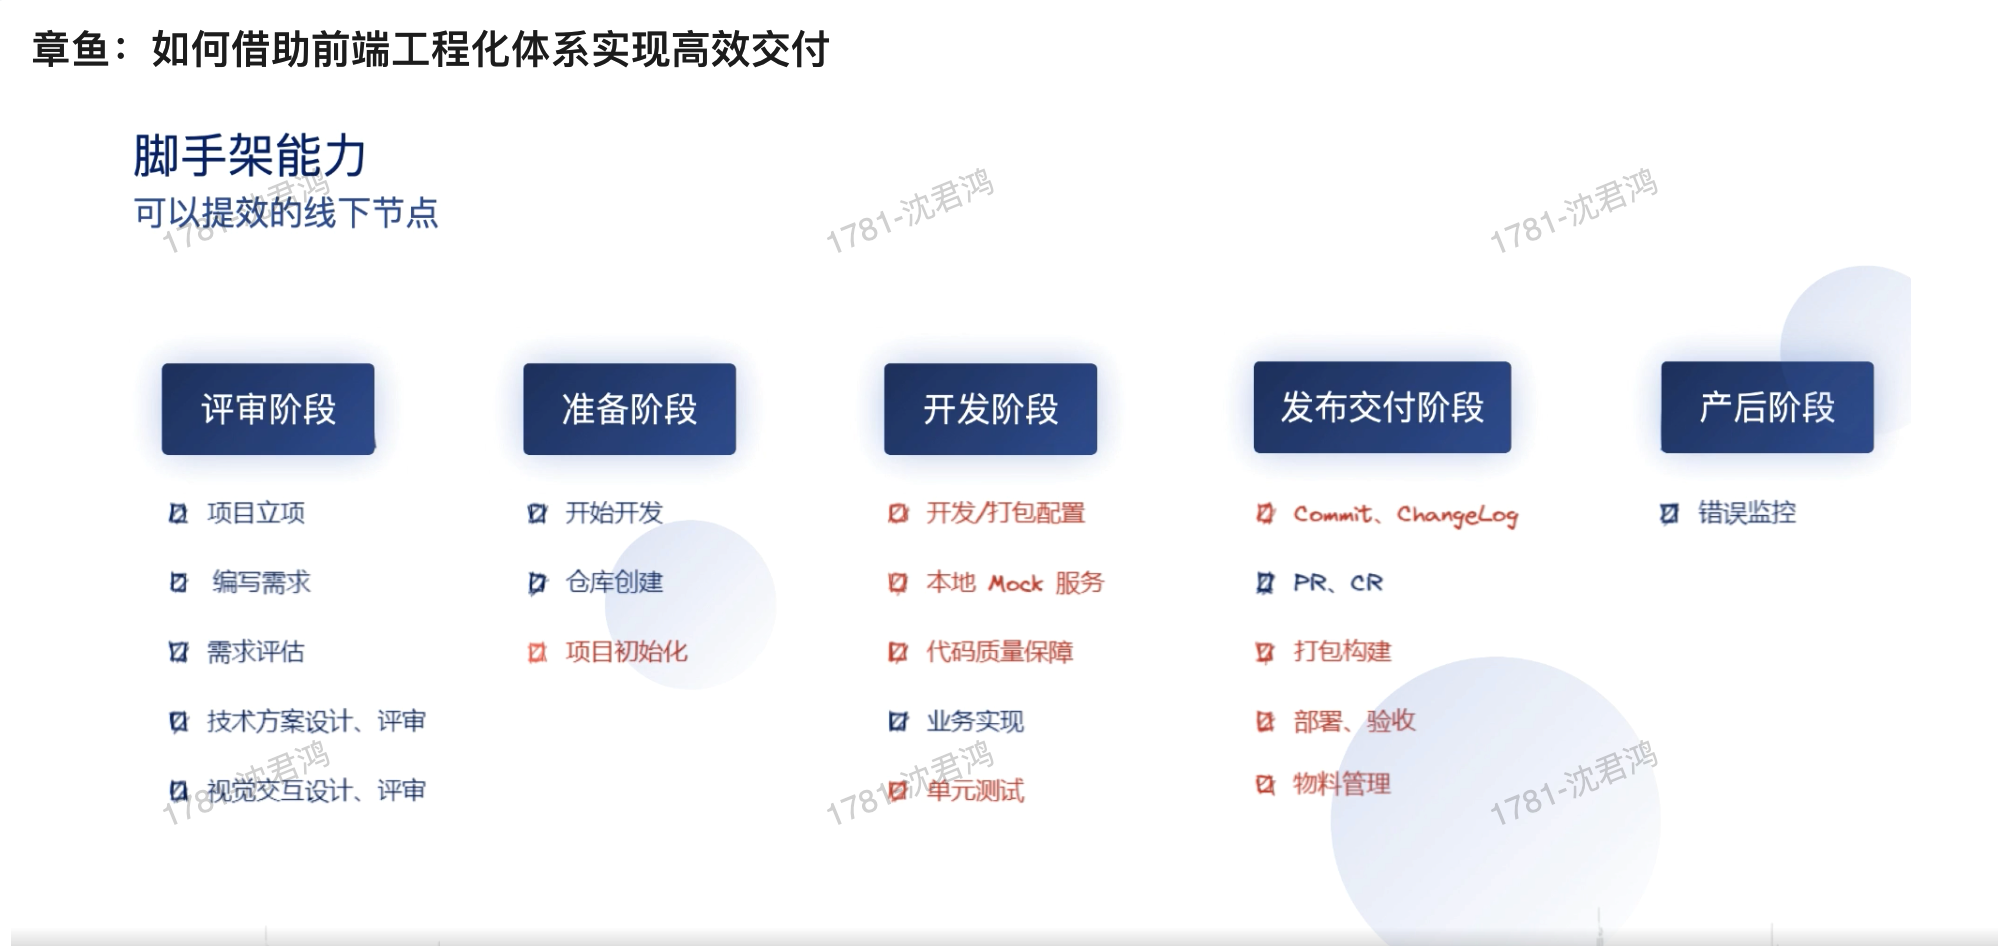 章鱼：如何借助前端工程化体系实现高效交付
脚手架能力
可以提效的线下节点
1781-沈君鸿
1781-沈君鸿
1781-沈君鸿
评审阶段
项目立项
编写需求
需求评估
技术方案设计、评审
视觉交互设计、评审
准备阶段
开始开发
仓库创建
项目初始化
开发阶段
开发/打包配置
本地 Mock 服务
代码质量保障
业务实现
单元测试
发布交付阶段
Commit、ChangeLog
PR、CR
打包构建
部署、验收
物料管理
产后阶段
错误监控
1781-沈君鸿
1781-沈君鸿
1781-沈君鸿